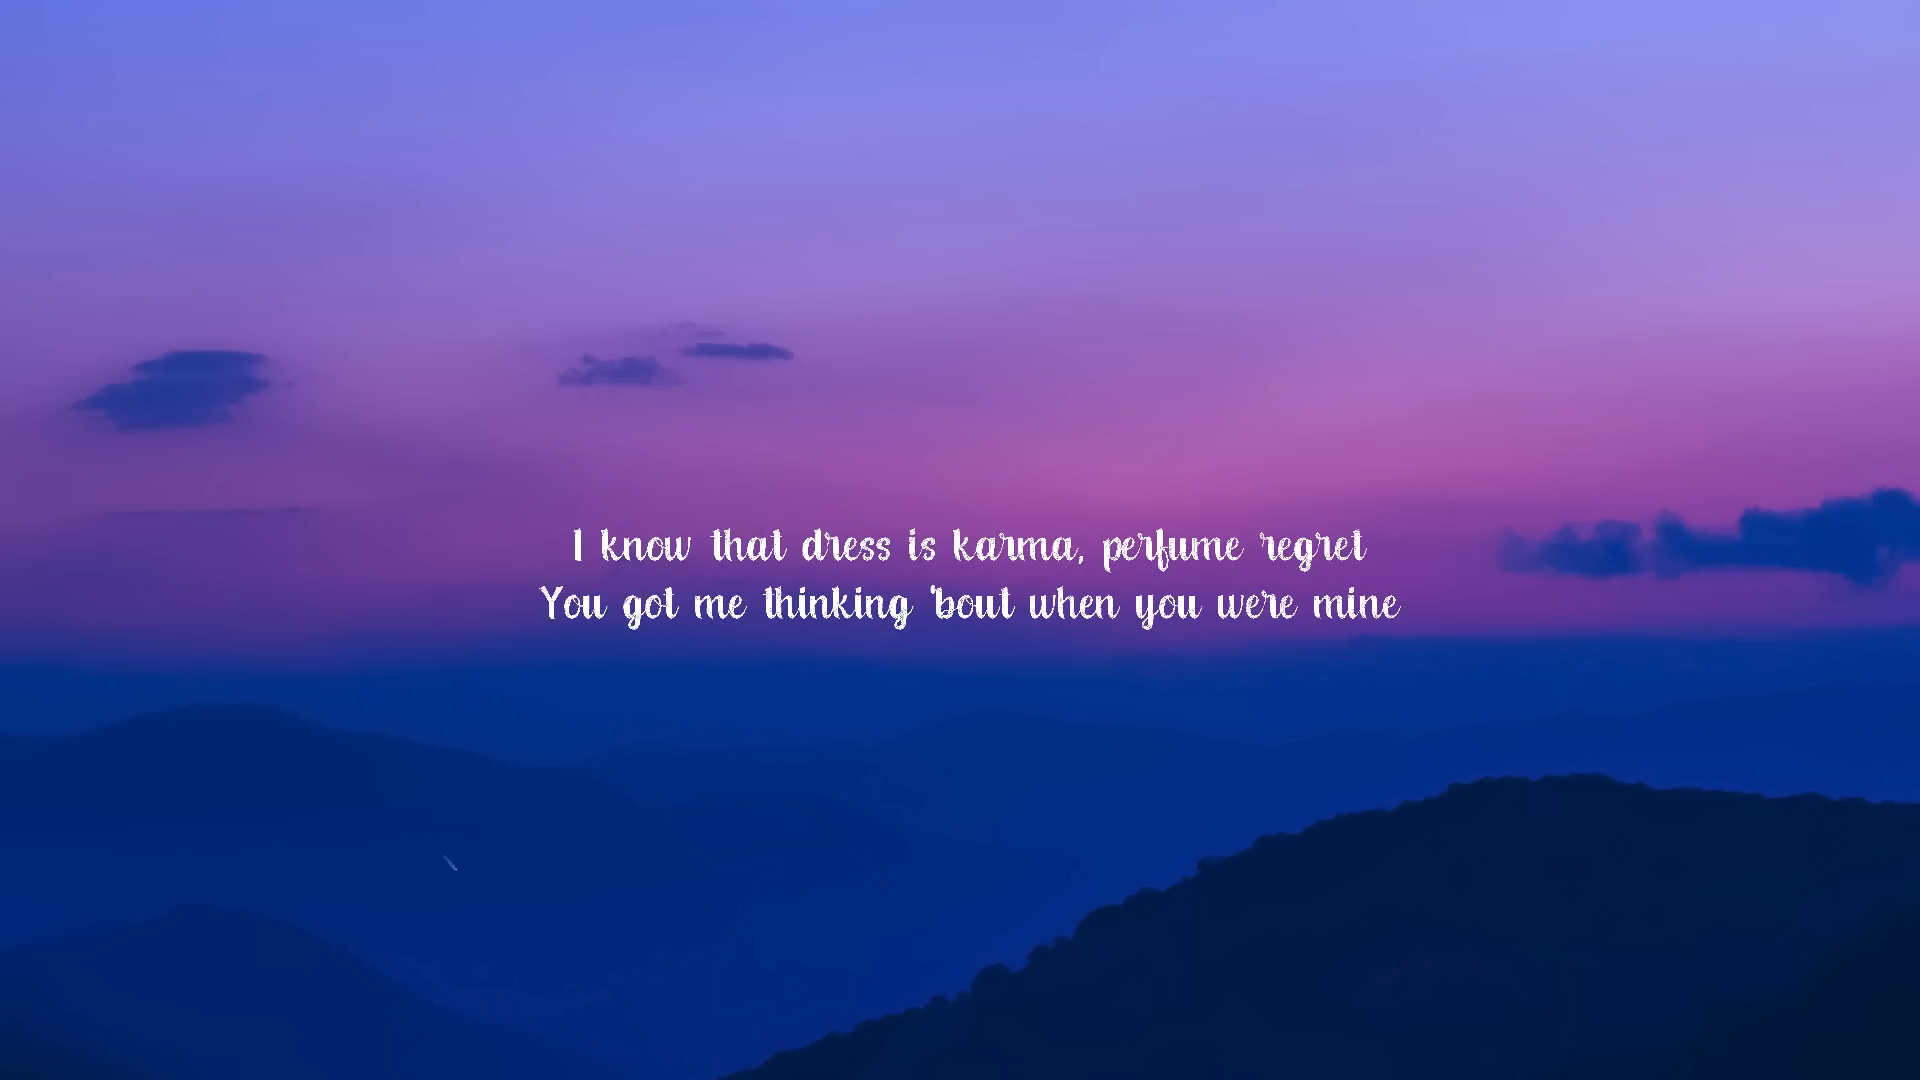 I know that dress is karma, perfume regret
You got me thinking 'bout when you were mine